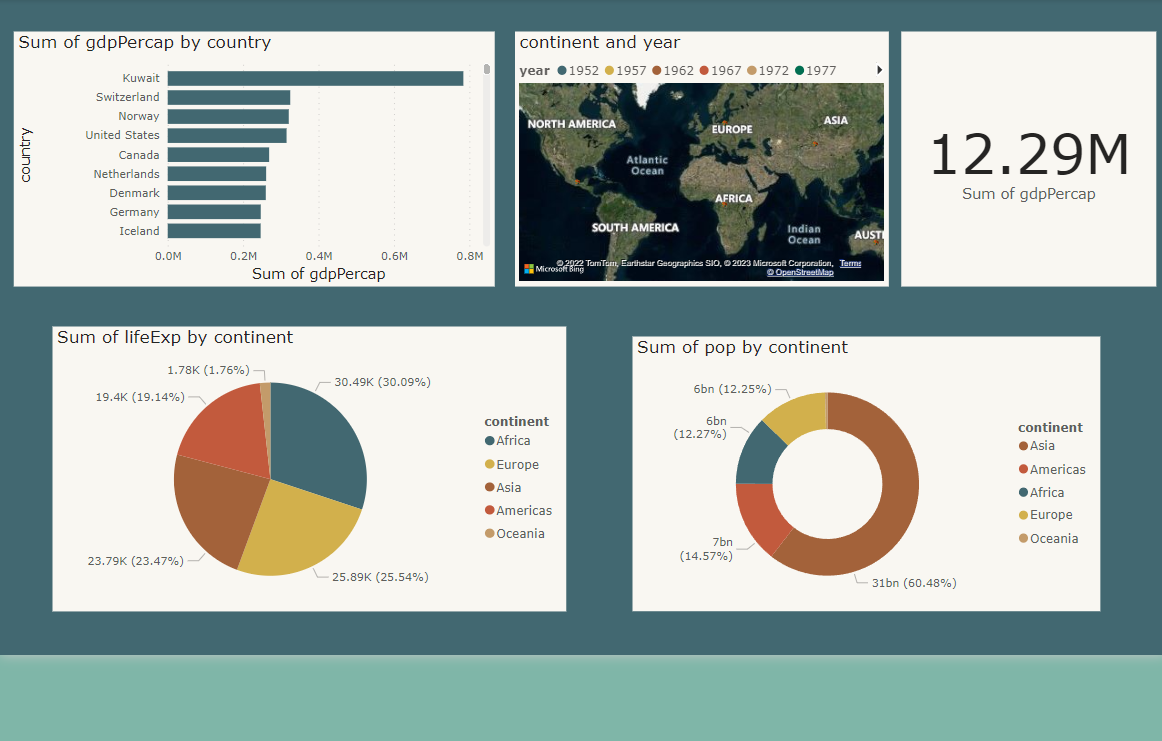 Sum of gdpPercap by country
country
Kuwait
Switzerland
Norway
United States
Canada
Netherlands
Denmark
Germany
Iceland
0.0M 0.2M 0.4M 0.6M 0.8M
Sum of gdpPercap
continent and year
year 1952 1957 1962 1967 1972 1977
NORTH AMERICA
EUROPE
ASIA
Atlantic
Ocean
AFRICA
SOUTH AMERICA
Indian
Ocean
AUST
© 2022 TomTom, Earthstar Geographics SIO, © 2023 Microsoft Corporation, Terms
Microsoft Bing
© OpenStreetMap
12.29M
Sum of gdpPercap
Sum of lifeExp by continent
1.78K (1.76%)
30.49K (30.09%)
19.4K (19.14%)
23.79K (23.47%)
25.89K (25.54%)
continent
Africa
Europe
Asia
Americas
Oceania
Sum of pop by continent
6bn (12.25%)
6bn
(12.27%)
7bn
(14.57%)
31bn (60.48%)
continent
Asia
Americas
Africa
Europe
Oceania